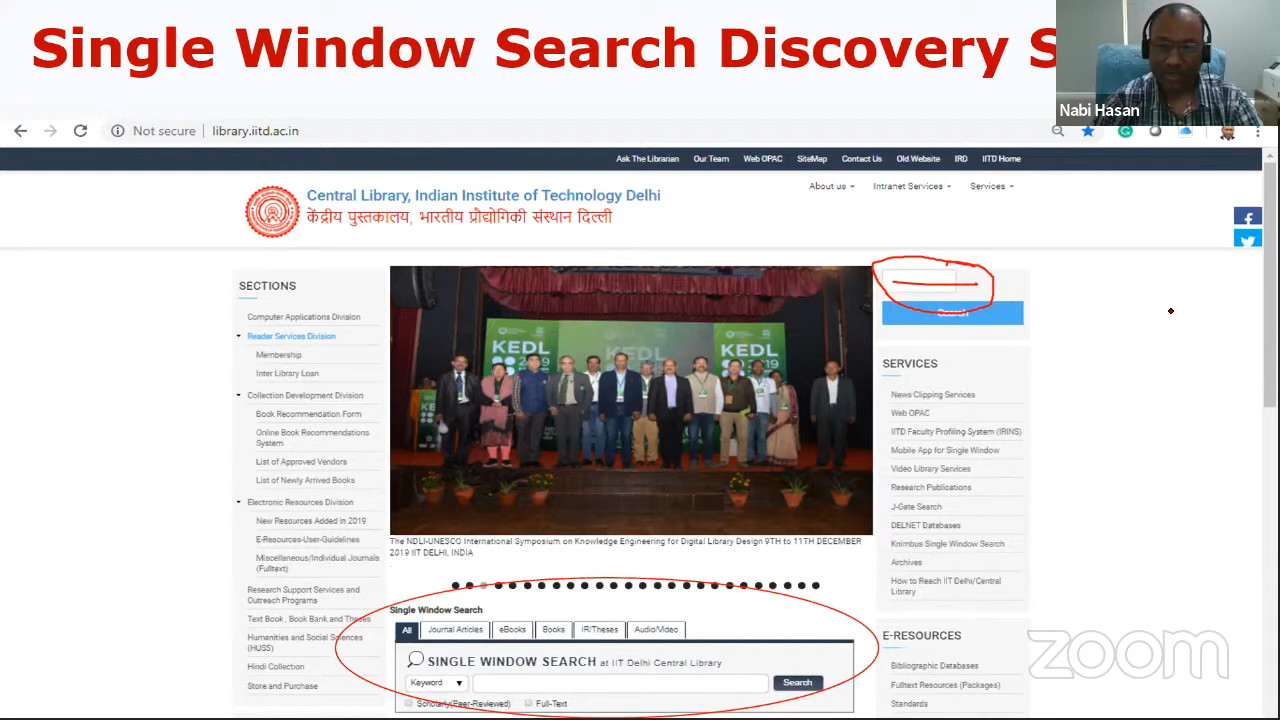 Single Window Search Discovery S
Nabi Hasan
Not secure
library.iitd.ac.in
Ask The Librarian
Our Team
Web OPAC
SiteMap
Contact Us
Old Website
IRD
IITD Home
Central Library, Indian Institute of Technology Delhi
केंद्रीय पुस्तकालय, भारतीय प्रौद्योगिकी संस्थान दिल्ली
About us
Intranet Services
Services
SECTIONS
Computer Applications Division
Reader Services Division
Membership
Inter Library Loan
Collection Development Division
Book Recommendation Form
Online Book Recommendations
System
List of Approved Vendors
List of Newly Arrived Books
Electronic Resources Division
New Resources Added in 2019
E-Resources-User-Guidelines
Miscellaneous/Individual Journals
(Fulltext)
Research Support Services and
Outreach Programs
Text Book , Book Bank and Theses
Humanities and Social Sciences
(HUSS)
Hindi Collection
Store and Purchase
KEDL
2019
KEDL
KEDL
2019
The NDLI-UNESCO International Symposium on Knowledge Engineering for Digital Library Design 9TH to 11TH DECEMBER
2019 IIT DELHI, INDIA
Single Window Search
All
Journal Articles
eBooks
Books
IR/Theses
Audio/Video
SINGLE WINDOW SEARCH at IIT Delhi Central Library
Keyword
Search
Scholarly(Peer-Reviewed)
Full-Text
Search
SERVICES
News Clipping Services
Web OPAC
IITD Faculty Profiling System (IRINS)
Mobile App for Single Window
Video Library Services
Research Publications
J-Gate Search
DELNET Databases
Knimbus Single Window Search
Archives
How to Reach IIT Delhi/Central
Library
E-RESOURCES
Bibliographic Databases
Fulltext Resources (Packages)
Standards
zoom